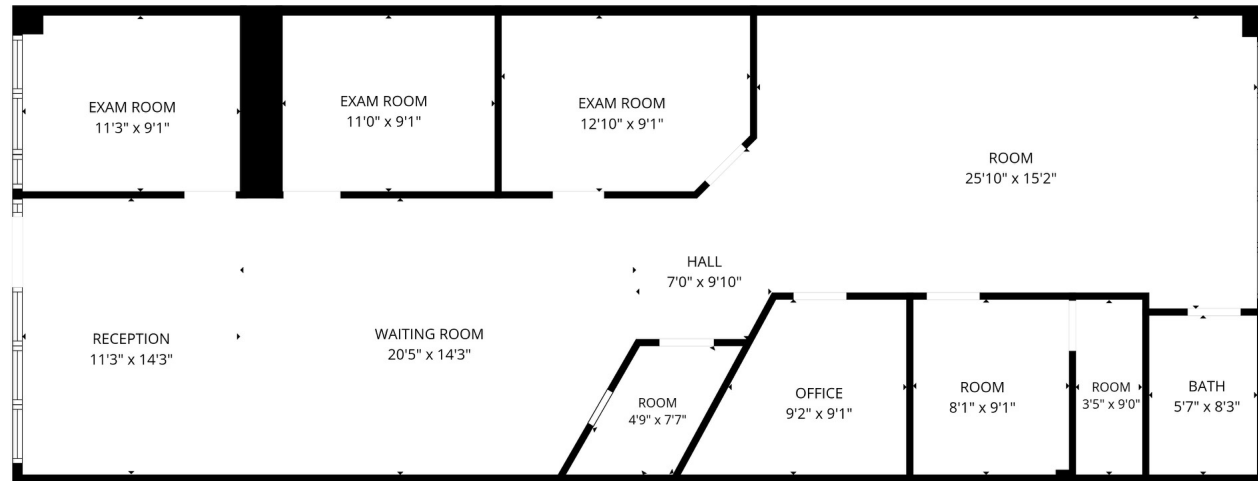 EXAM ROOM
11'3" x 9'1"
EXAM ROOM
11'0" x 9'1"
EXAM ROOM
12'10" x 9'1"
ROOM
25'10" x 15'2"
HALL
7'0" x 9'10"
RECEPTION
11'3" x 14'3"
WAITING ROOM
20'5" x 14'3"
ROOM
4'9" x 7'7"
OFFICE
9'2" x 9'1"
ROOM
8'1" x 9'1"
ROOM
3'5" x 9'0"
BATH
5'7" x 8'3"